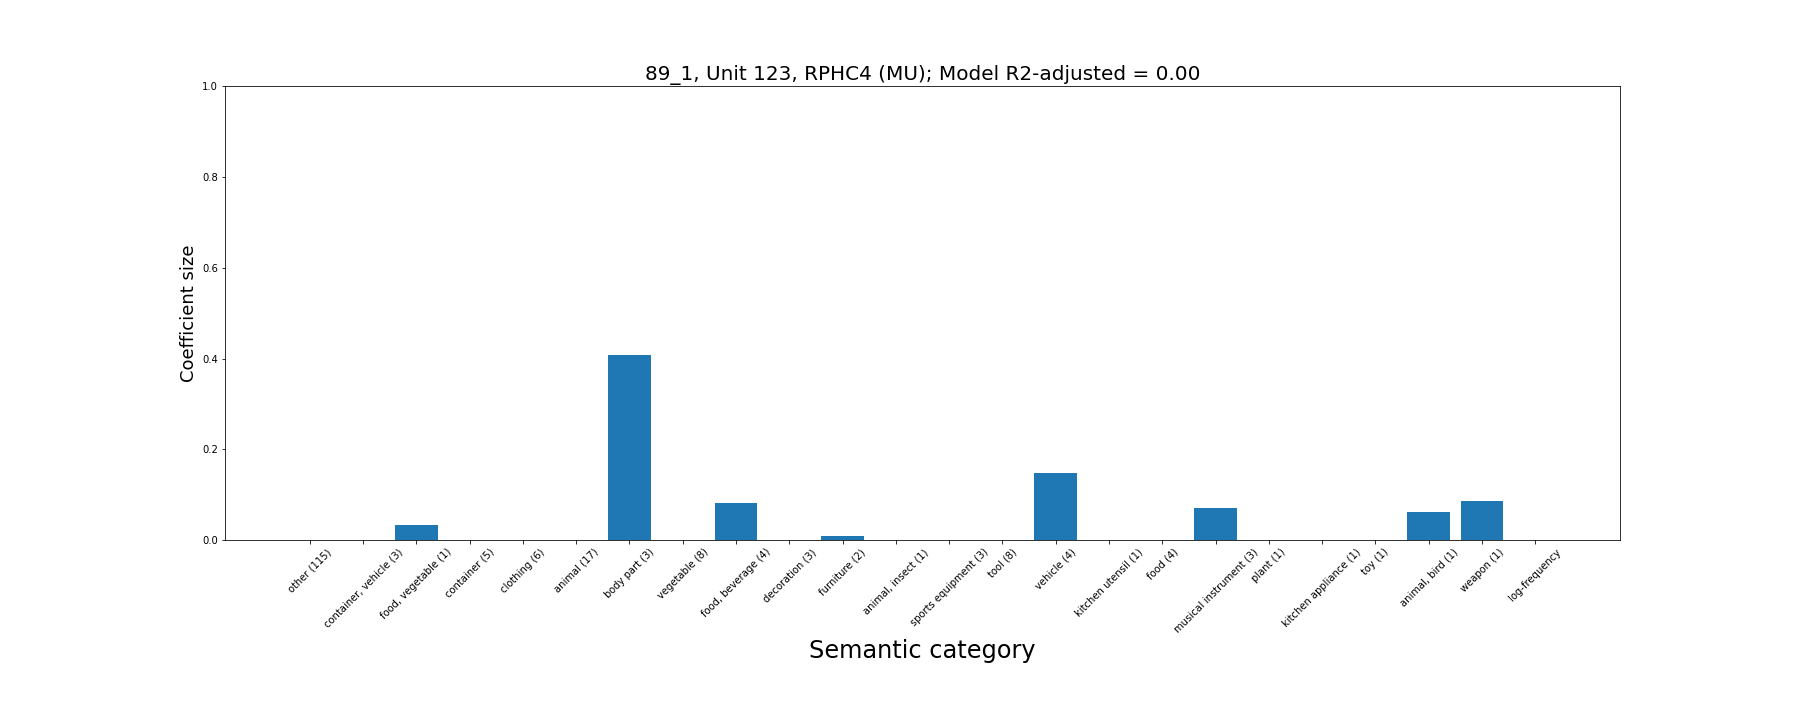 89_1, Unit 123, RPHC4 (MU); Model R2-adjusted = 0.00
1.0
0.8
0.6
0.4
0.2
0.0
Coefficient size
other (115)
container, vehicle (3)
food, vegetable (1)
container (5)
clothing (6)
animal (17)
body part (3)
vegetable (8)
food, beverage (4)
decoration (3)
furniture (2)
animal, insect (1)
sports equipment (3)
tool (8)
vehicle (4)
kitchen utensil (1)
food (4)
musical instrument (3)
plant (1)
kitchen appliance (1)
toy (1)
animal, bird (1)
weapon (1)
log-frequency
Semantic category